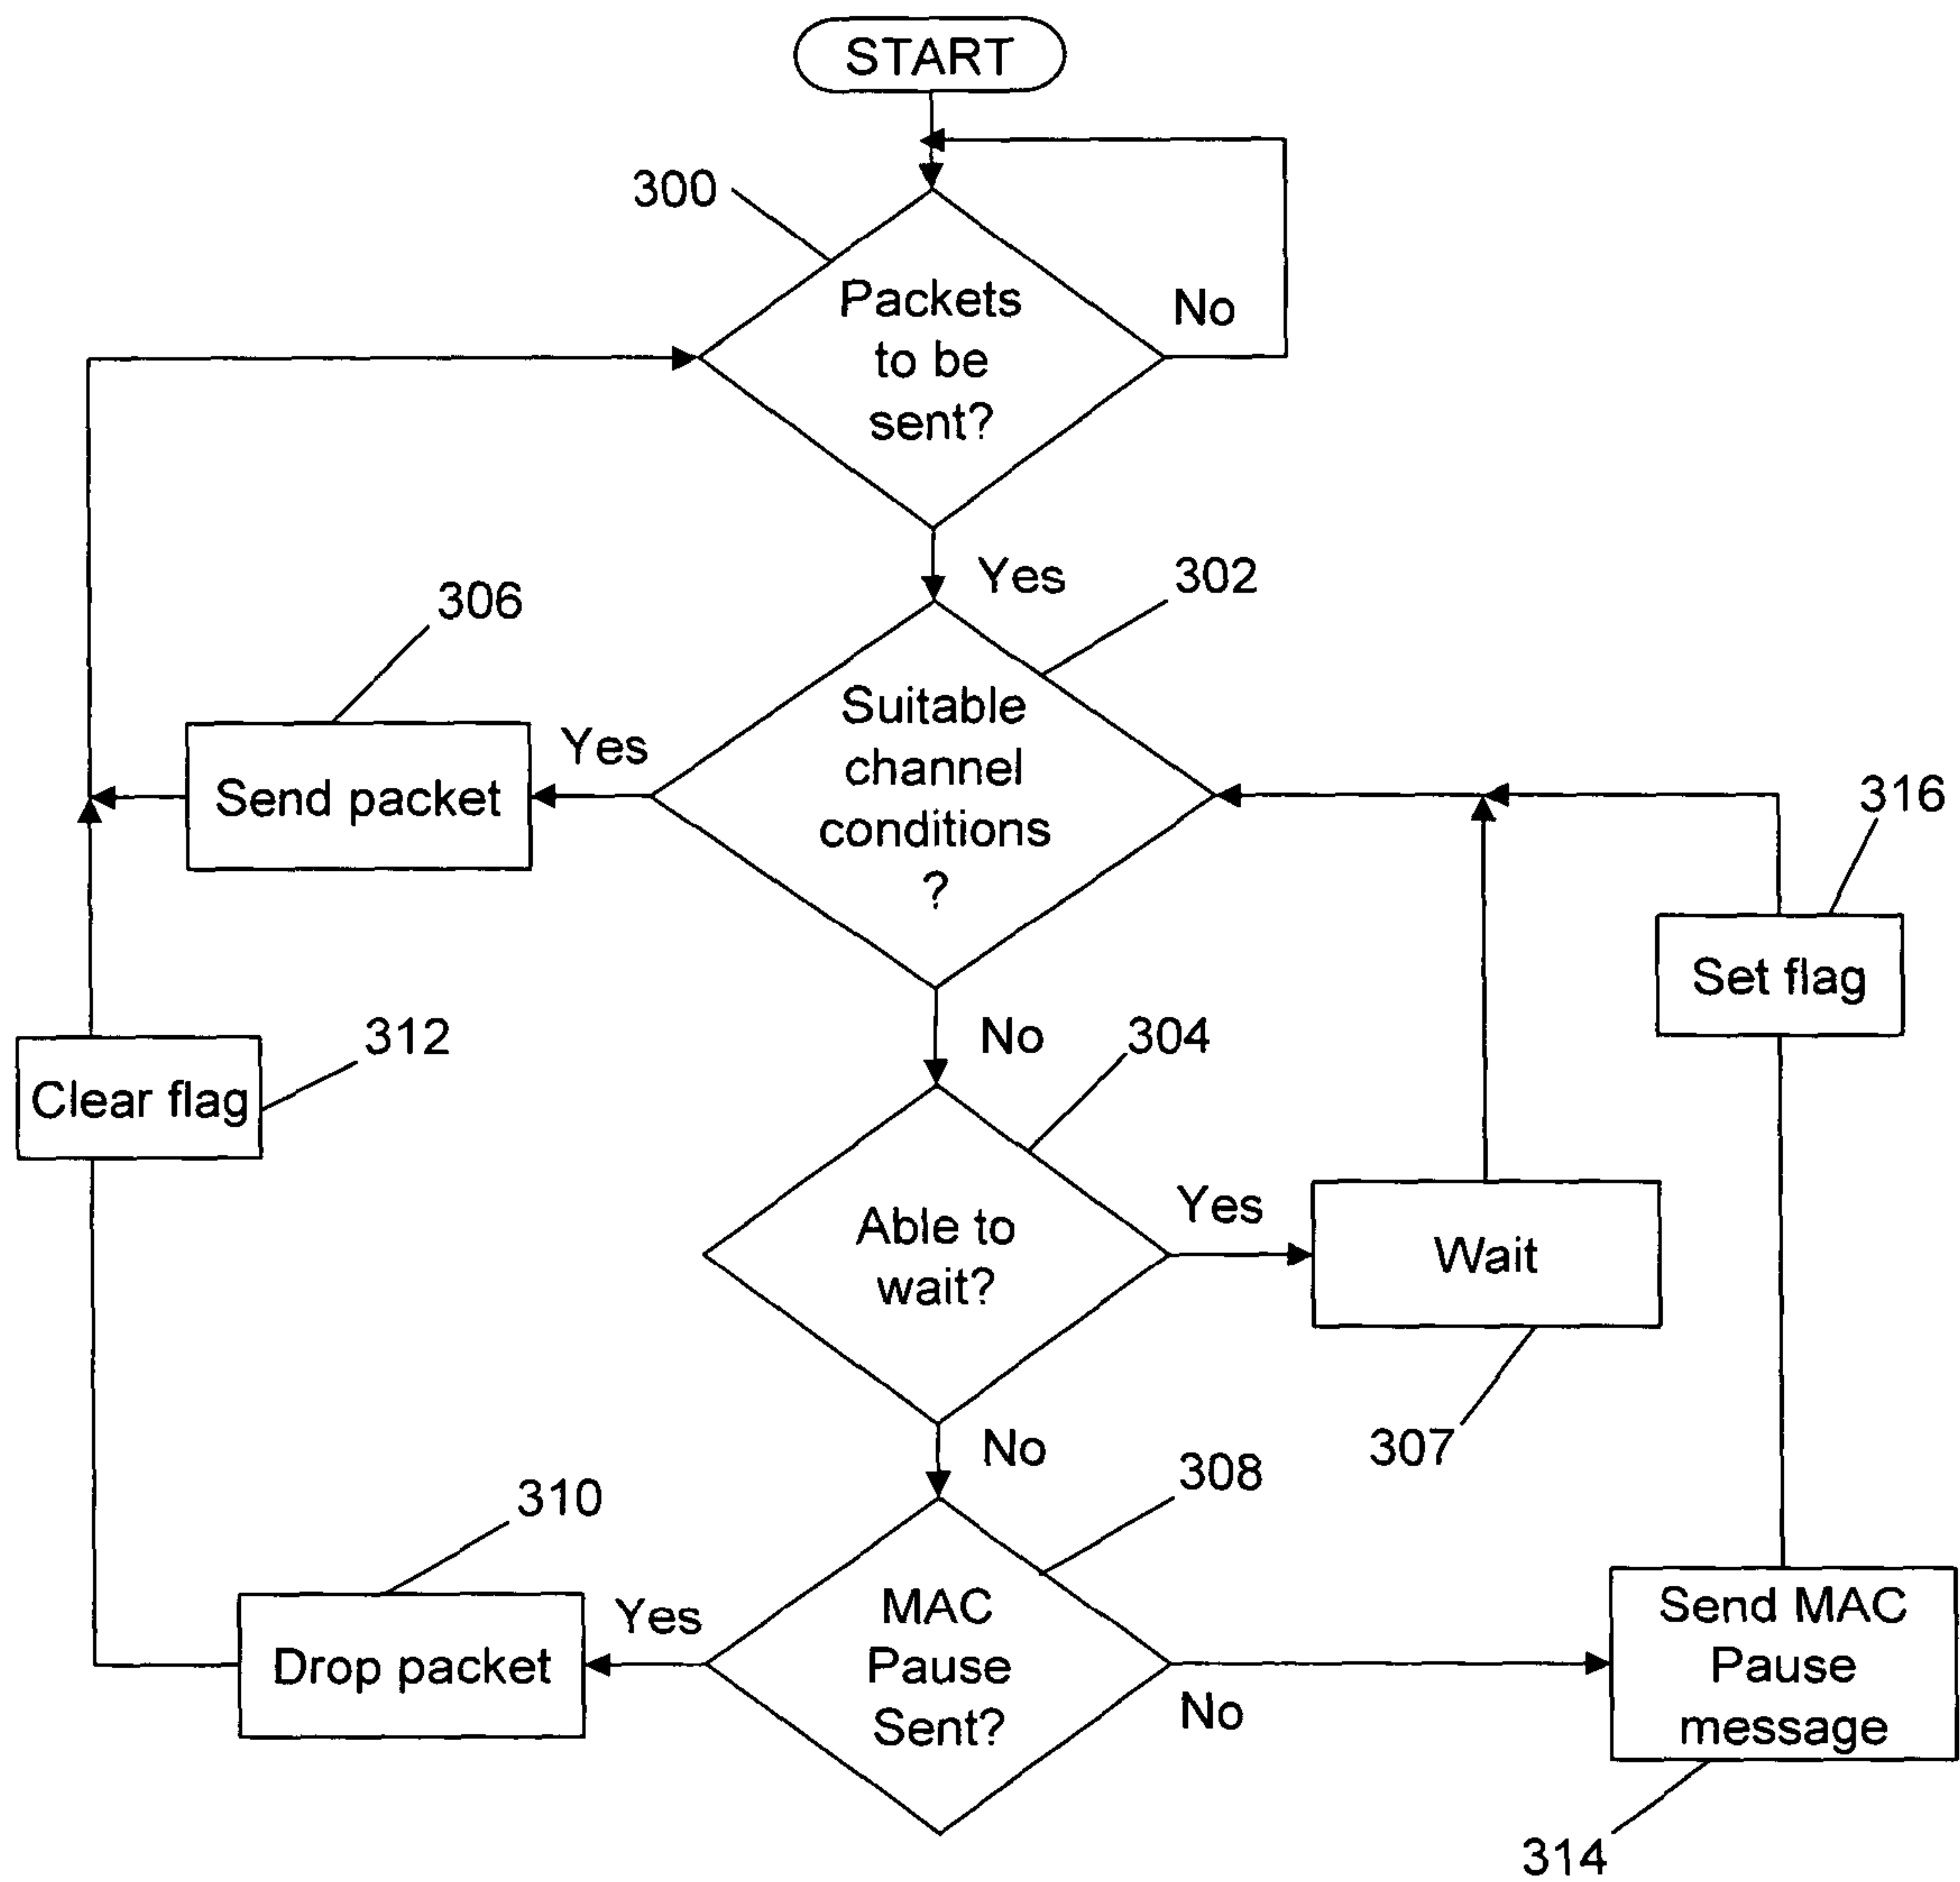 START
300
Packets
to be
sent?
No
Yes
302
306
Suitable
channel
conditions
?
Yes
Send packet
316
Set flag
No
304
312
Clear flag
Able to
wait?
Yes
Wait
307
No
308
310
MAC
Pause
Sent?
Yes
Drop packet
No
Send MAC
Pause
message
314